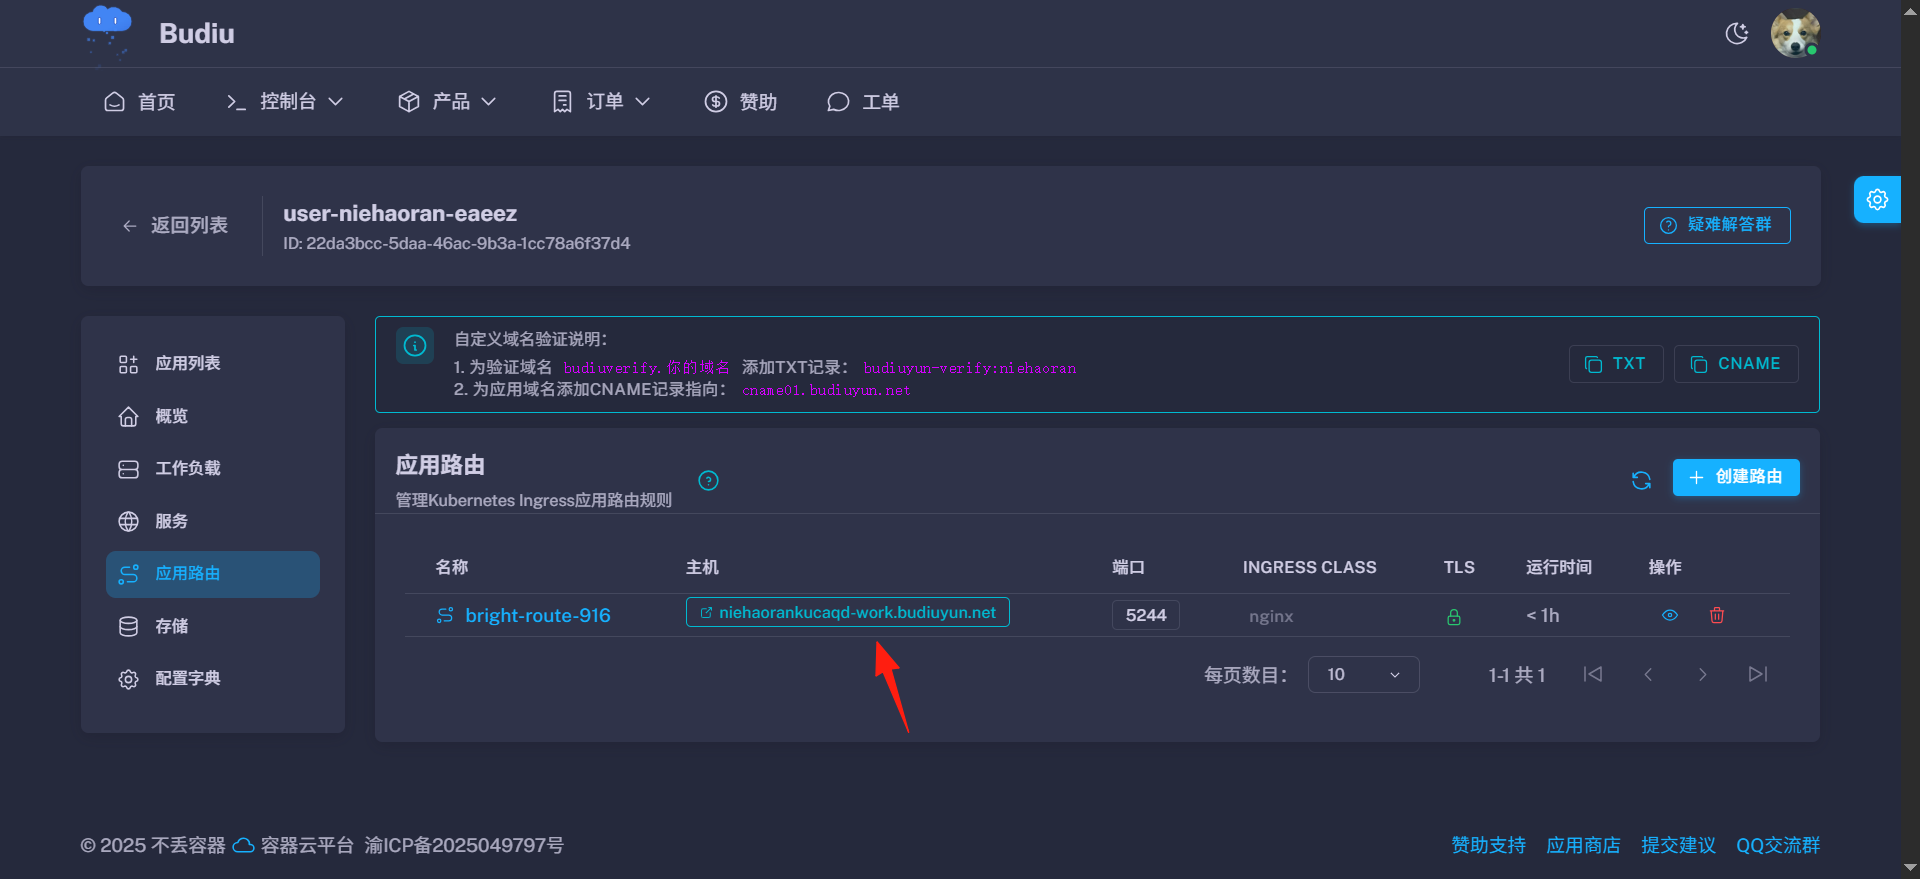 Budiu
首页
控制台
产品
订单
赞助
工单
返回列表
user-niehaoran-eaeez
ID: 22da3bcc-5daa-46ac-9b3a-1cc78a6f37d4
疑难解答群
应用列表
概览
工作负载
服务
应用路由
存储
配置字典
自定义域名验证说明：
1. 为验证域名 budiuverify.你的域名 添加TXT记录： budiuyun-verify:niehaoran
2. 为应用域名添加CNAME记录指向： cname01.budiuyun.net
TXT
CNAME
应用路由
管理Kubernetes Ingress应用路由规则
创建路由
名称 主机 端口 INGRESS CLASS TLS 运行时间 操作
bright-route-916 niehaorankucaqd-work.budiuyun.net 5244 nginx < 1h
每页数目： 10 1-1 共 1
© 2025 不丢容器 容器云平台 渝ICP备2025049797号
赞助支持 应用商店 提交建议 QQ交流群